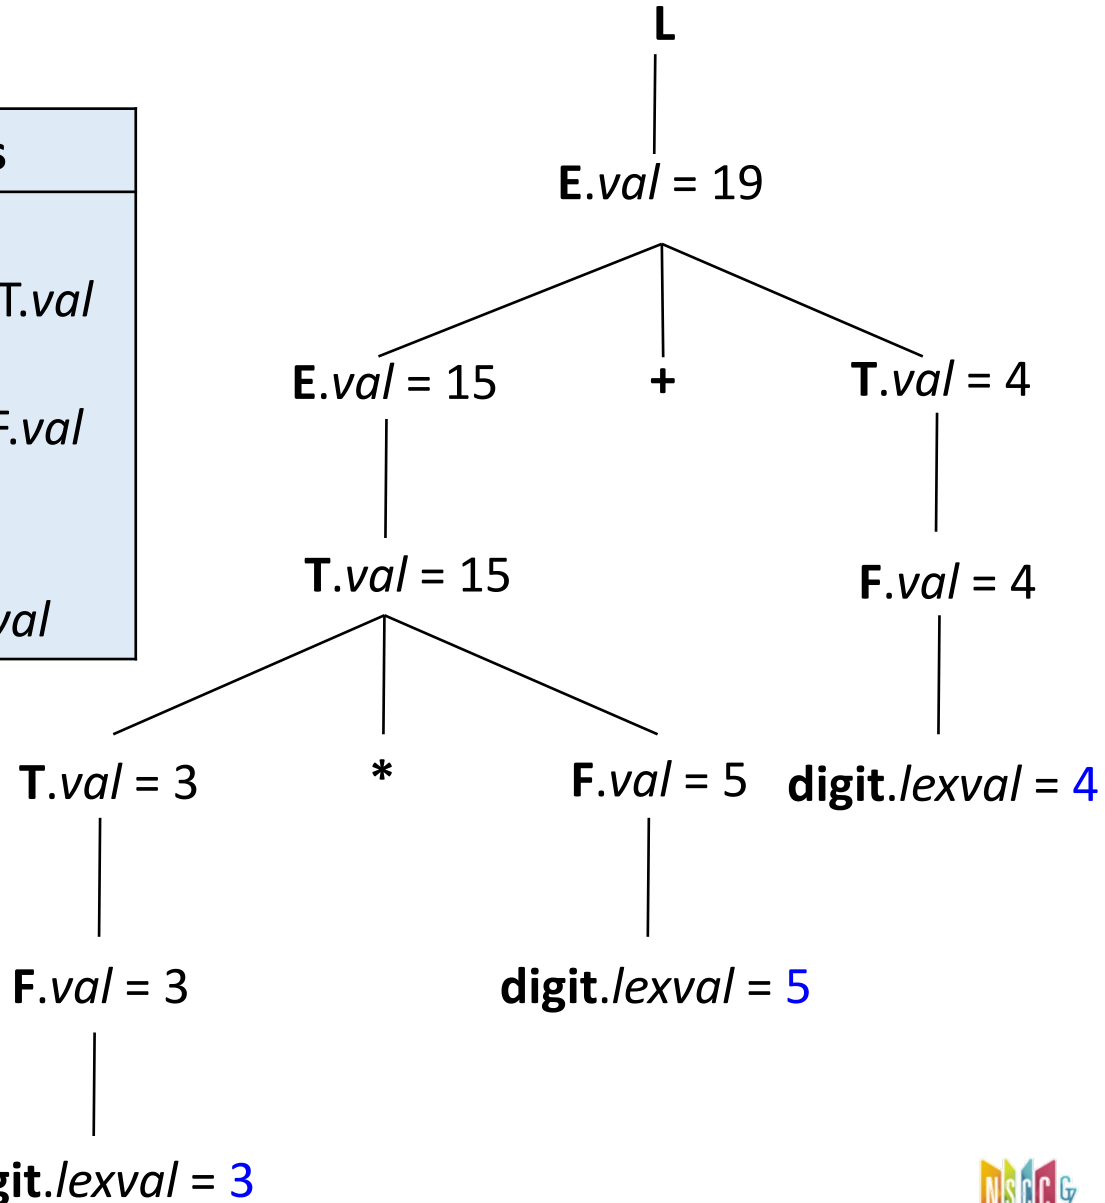 L
s
E.val = 19
T.val
E.val = 15 + T.val = 4
F.val
T.val = 15 F.val = 4
val
T.val = 3 * F.val = 5 digit.lexval = 4
F.val = 3 digit.lexval = 5
git.lexval = 3
NSCC